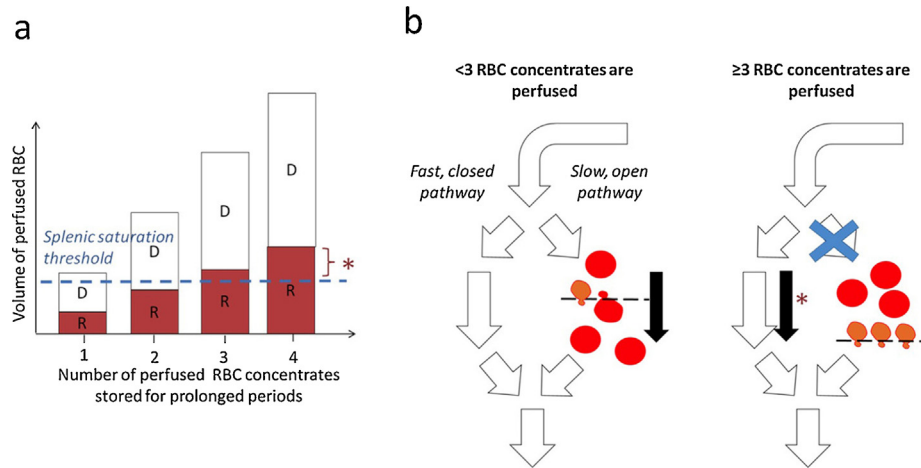 a
Volume of perfused RBC
Splenic saturation
threshold
D
R
D
R
D
R
D
R
*
1 2 3 4
Number of perfused RBC concentrates
stored for prolonged periods
b
<3 RBC concentrates are
perfused
Fast, closed
pathway
Slow, open
pathway
≥3 RBC concentrates are
perfused
*